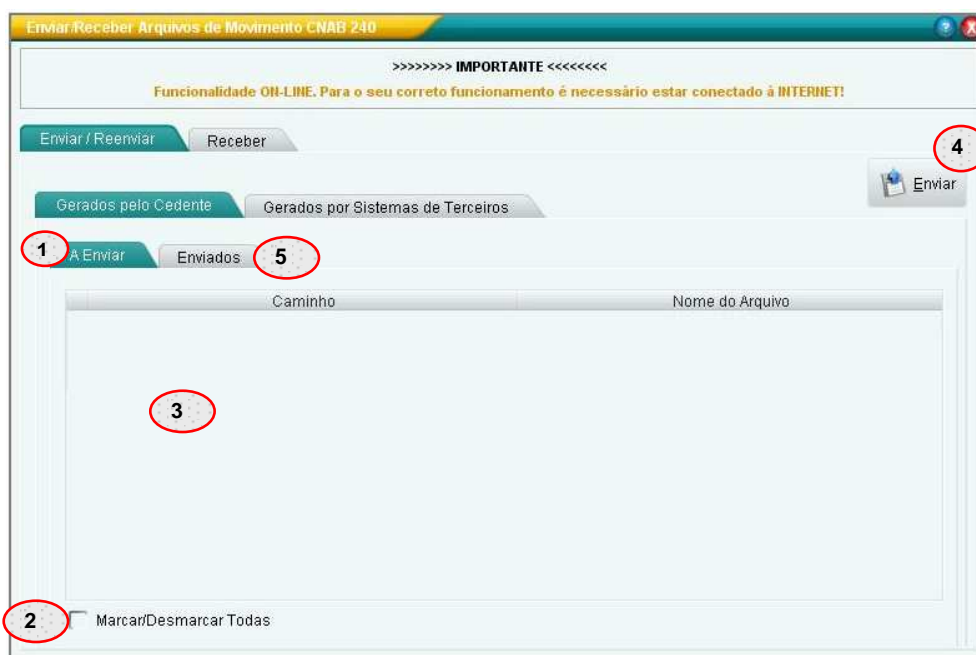 Enviar/Receber Arquivos de Movimento CNAB 240
>>>>>>>> IMPORTANTE <<<<<<<<
Funcionalidade ON-LINE. Para o seu correto funcionamento é necessário estar conectado à INTERNET!
Enviar / Reenviar Receber
4
Enviar
Gerados pelo Cedente Gerados por Sistemas de Terceiros
1 A Enviar Enviados 5
Caminho Nome do Arquivo
3
2 Marcar/Desmarcar Todas